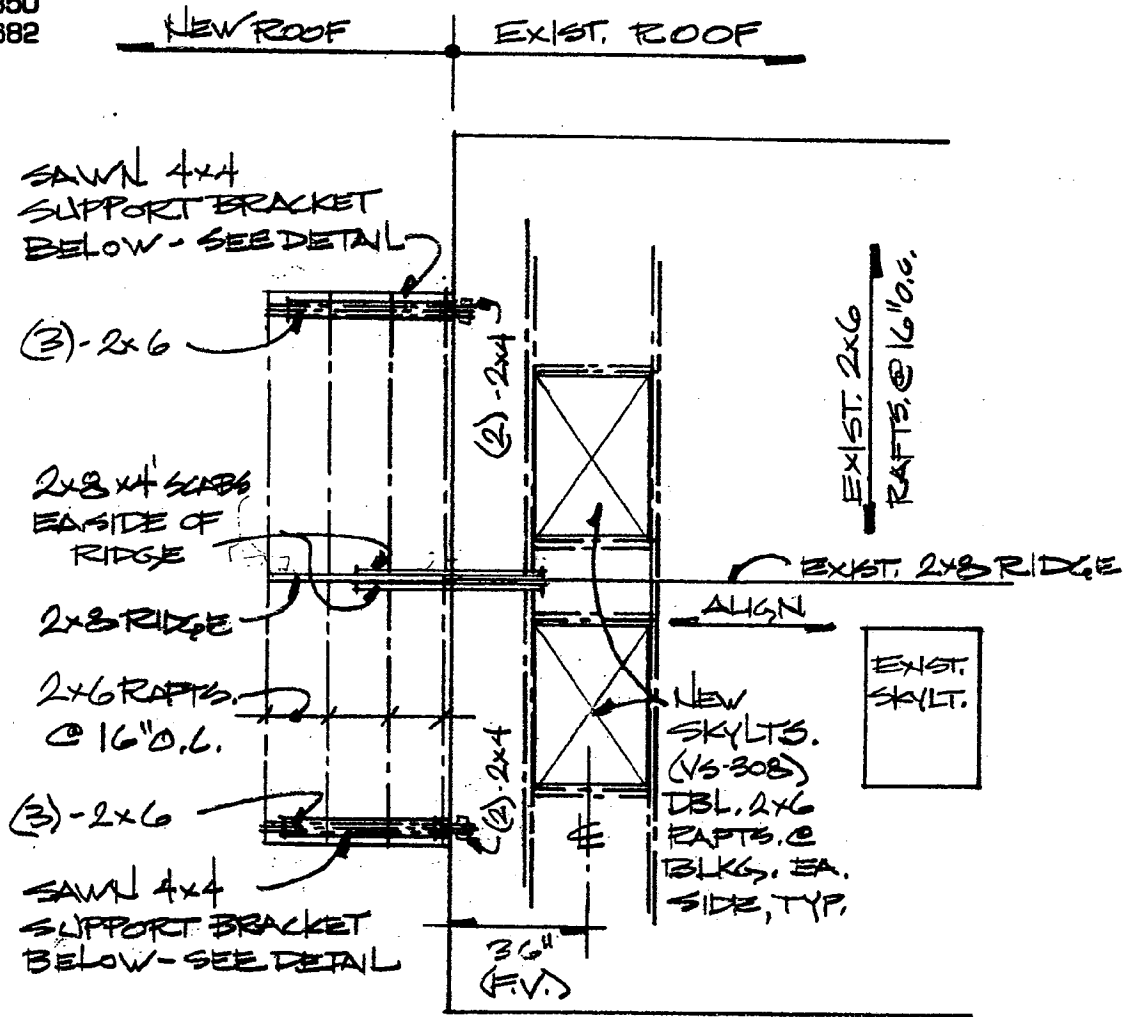 350
682
NEW ROOF
EXIST. ROOF
SAWN 4x4
SUPPORT BRACKET
BELOW - SEE DETAIL
(3)-2x6
(2)-2x4
EXIST. 2x6
RAFTS. @ 16" O.C.
2x8 x4' SCABS
EA. SIDE OF
RIDGE
2x8 RIDGE
EXIST. 2x8 RIDGE
ALIGN
EXIST.
SKYLT.
2x6 RAFTS.
@ 16" O.C.
(3)-2x6
(2)-2x4
NEW
SKYLTS.
(VS-308)
DBL. 2x6
RAFTS. @
BLKG. EA.
SIDE, TYP.
℄
SAWN 4x4
SUPPORT BRACKET
BELOW - SEE DETAIL
36"
(F.V.)